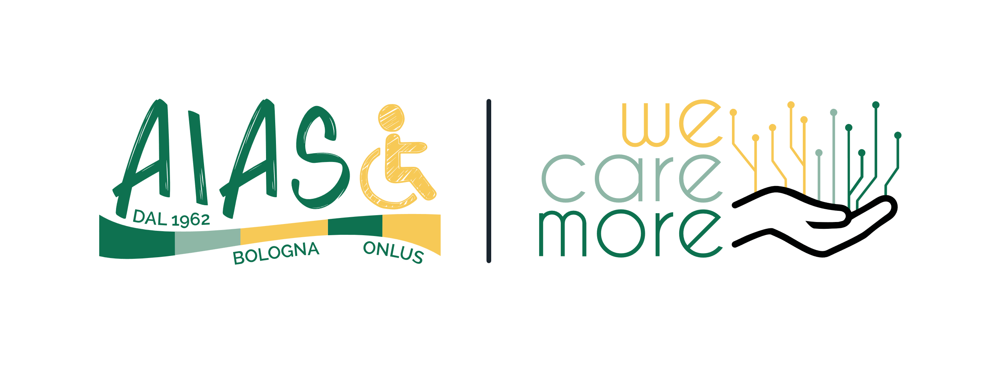 AIAS
DAL 1962.
BOLOGNA ONLUS
we
care
more